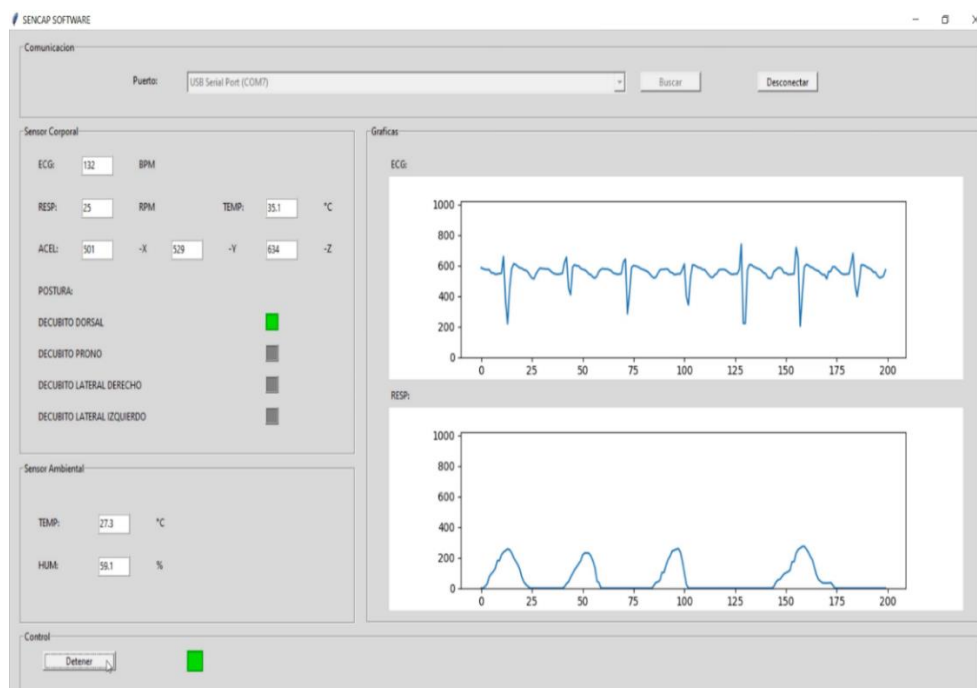 SENCAP SOFTWARE
Comunicacion
Puerto: USB Serial Port (COM7) Buscar Desconectar
Sensor Corporal
ECG: 132 BPM
RESP: 25 RPM TEMP: 35.1 °C
ACEL: 501 -X 529 -Y 634 -Z
POSTURA:
DECUBITO DORSAL
DECUBITO PRONO
DECUBITO LATERAL DERECHO
DECUBITO LATERAL IZQUIERDO
Sensor Ambiental
TEMP: 27.3 °C
HUM: 59.1 %
Graficas
ECG:
1000
800
600
400
200
0
0 25 50 75 100 125 150 175 200
RESP:
1000
800
600
400
200
0
0 25 50 75 100 125 150 175 200
Control
Detener